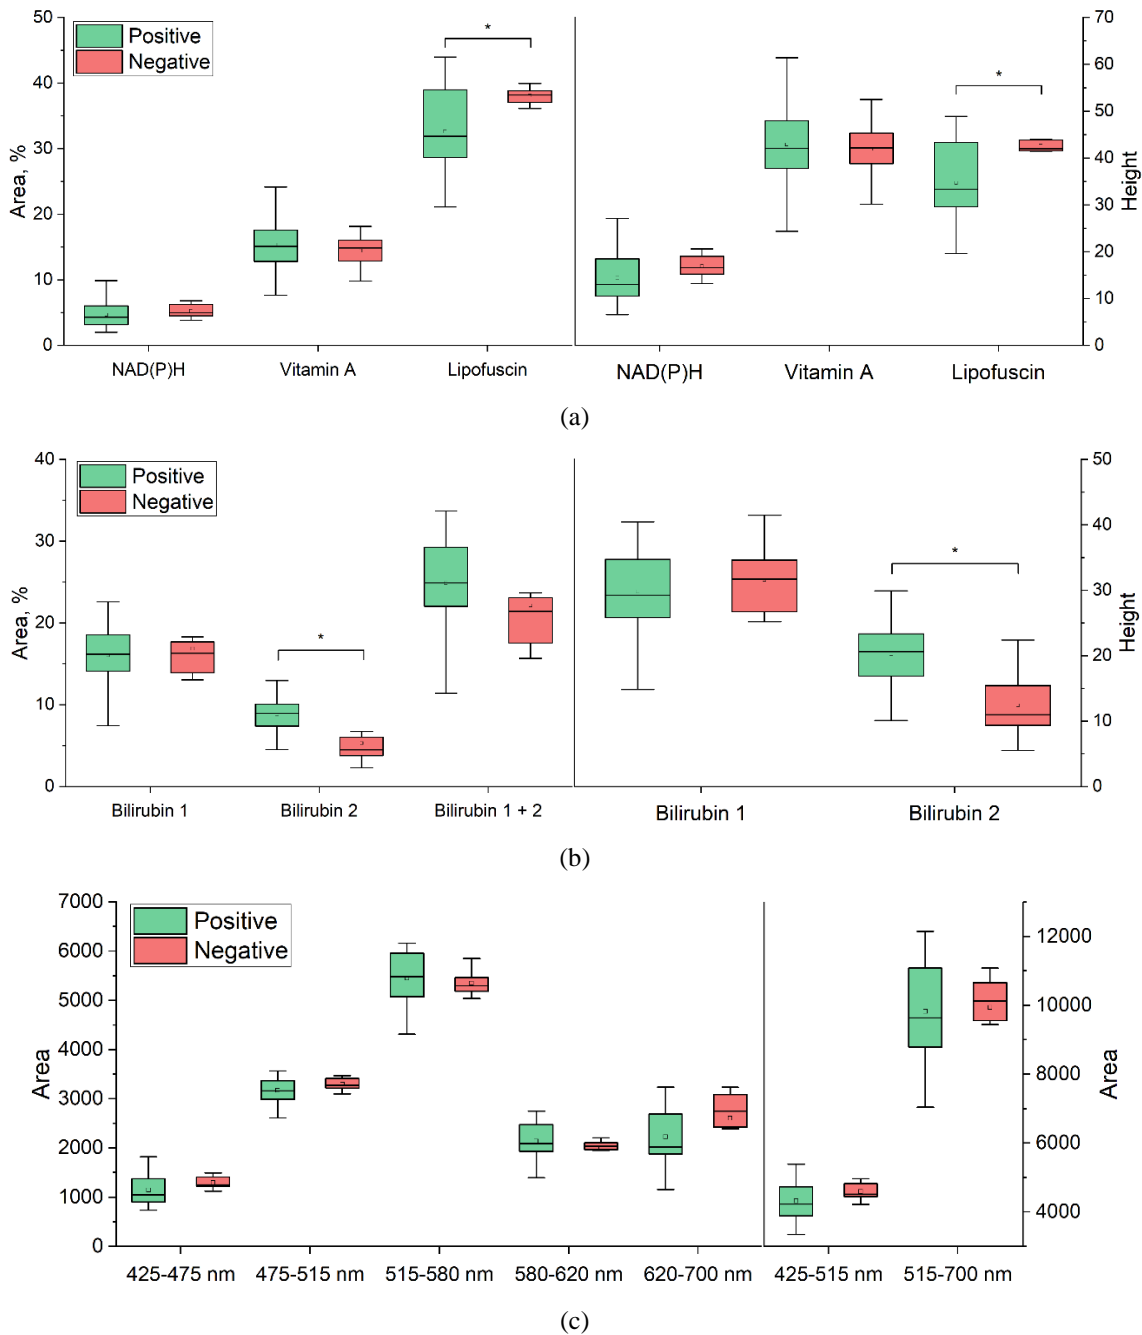 50
40
30
20
10
0
Area, %
Positive
Negative
*
*
70
60
50
40
30
20
10
0
Height
NAD(P)H
Vitamin A
Lipofuscin
NAD(P)H
Vitamin A
Lipofuscin
(a)
40
30
20
10
0
Area, %
Positive
Negative
*
*
50
40
30
20
10
0
Height
Bilirubin 1
Bilirubin 2
Bilirubin 1 + 2
Bilirubin 1
Bilirubin 2
(b)
7000
6000
5000
4000
3000
2000
1000
0
Area
Positive
Negative
12000
10000
8000
6000
4000
Area
425-475 nm
475-515 nm
515-580 nm
580-620 nm
620-700 nm
425-515 nm
515-700 nm
(c)